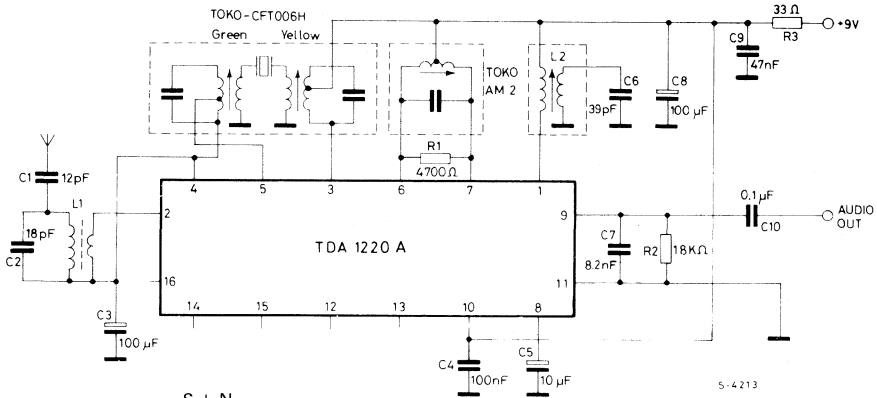 TOKO-CFT006H
Green Yellow
33 Ω
+9V
R3
C9
47nF
TOKO
AM 2
L2
C6
39pF
C8
100 µF
R1
4700Ω
C1
12pF
L1
18pF
C2
4 5 3 6 7 1
2
16
TDA 1220 A
9
11
0,1µF
C10
AUDIO
OUT
C7
8.2nF
R2
18KΩ
14 15 12 13 10 8
C3
100 µF
C4
100nF
C5
10 µF
S-4213
S + N